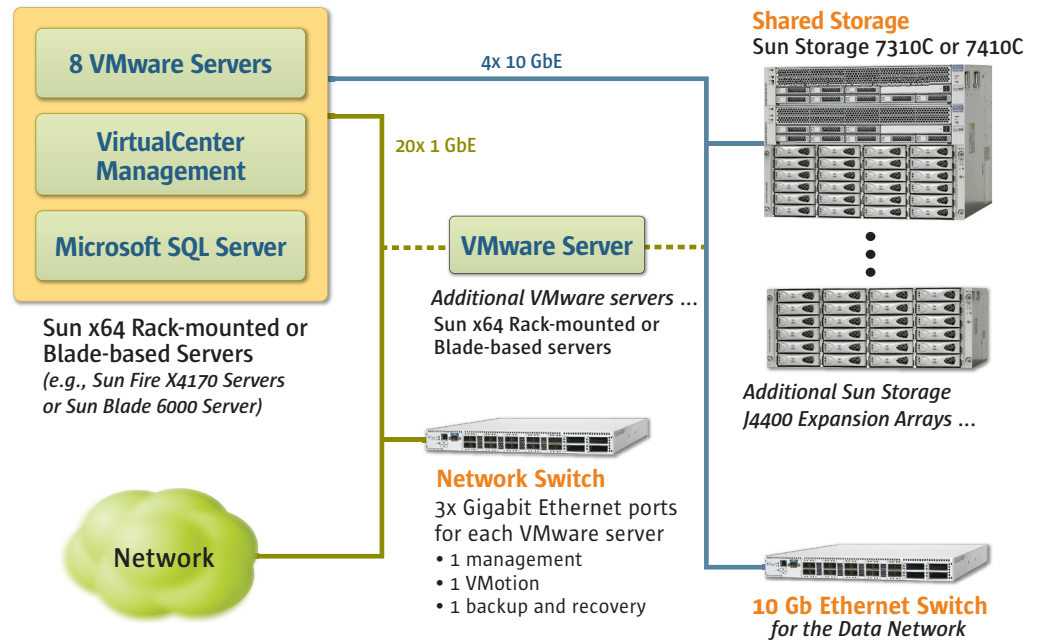 8 VMware Servers
VirtualCenter
Management
Microsoft SQL Server
Sun x64 Rack-mounted or
Blade-based Servers
(e.g., Sun Fire X4170 Servers
or Sun Blade 6000 Server)
4x 10 GbE
20x 1 GbE
Shared Storage
Sun Storage 7310C or 7410C
VMware Server
Additional VMware servers ...
Sun x64 Rack-mounted or
Blade-based servers
Additional Sun Storage
J4400 Expansion Arrays ...
Network
Network Switch
3x Gigabit Ethernet ports
for each VMware server
• 1 management
• 1 VMotion
• 1 backup and recovery
10 Gb Ethernet Switch
for the Data Network